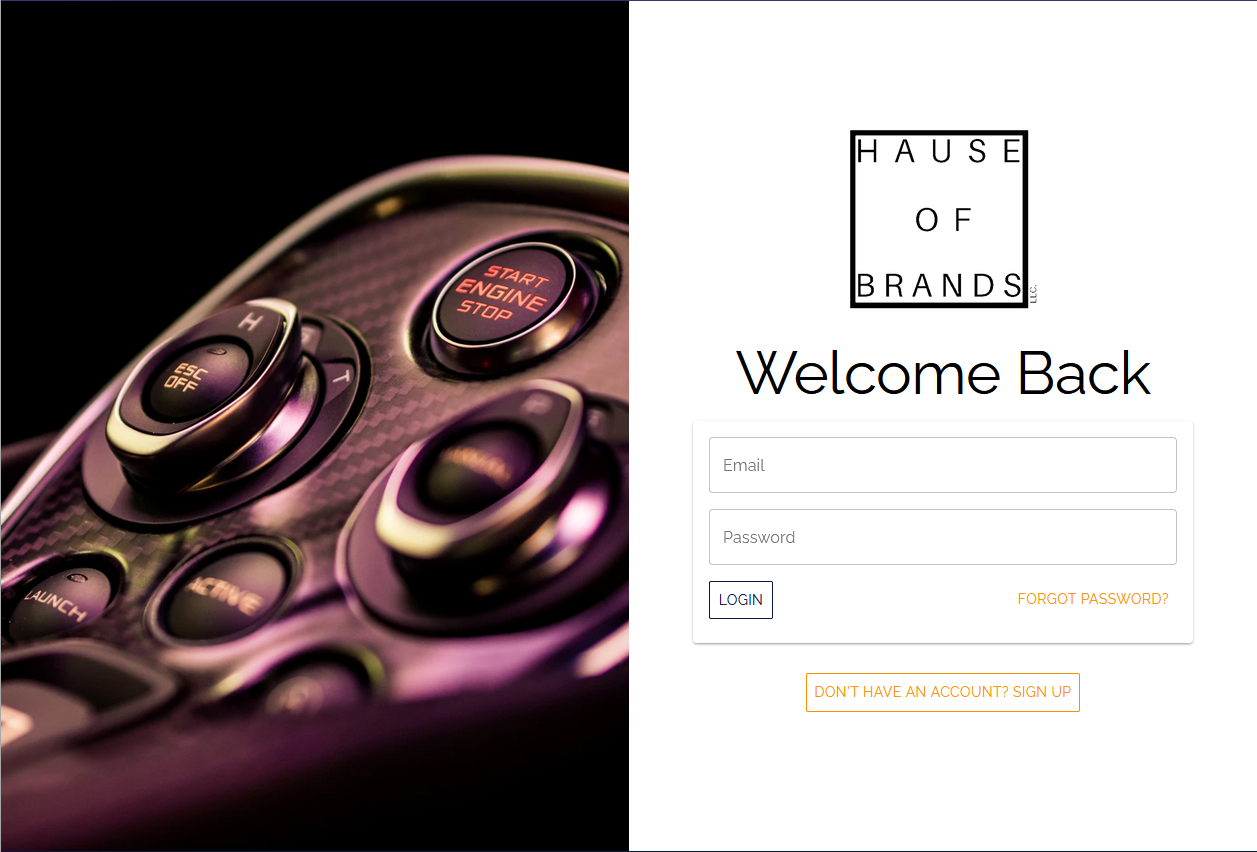 START
ENGINE
STOP
H
ESC
OFF
T
LAUNCH
ACTIVE
HAUSE
OF
BRANDS
LLC.
Welcome Back
Email
Password
LOGIN
FORGOT PASSWORD?
DON'T HAVE AN ACCOUNT? SIGN UP